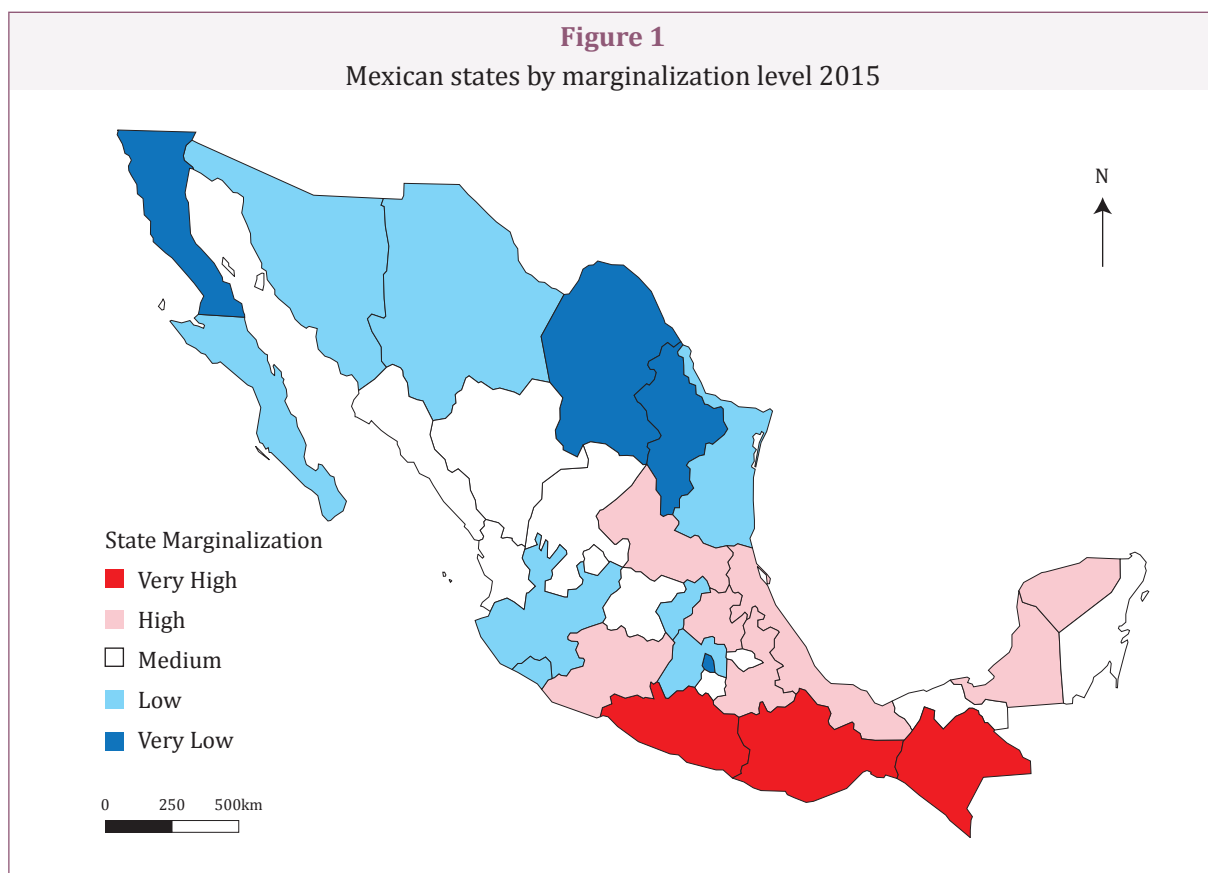 Figure 1
Mexican states by marginalization level 2015
N
State Marginalization
Very High
High
Medium
Low
Very Low
0 250 500km